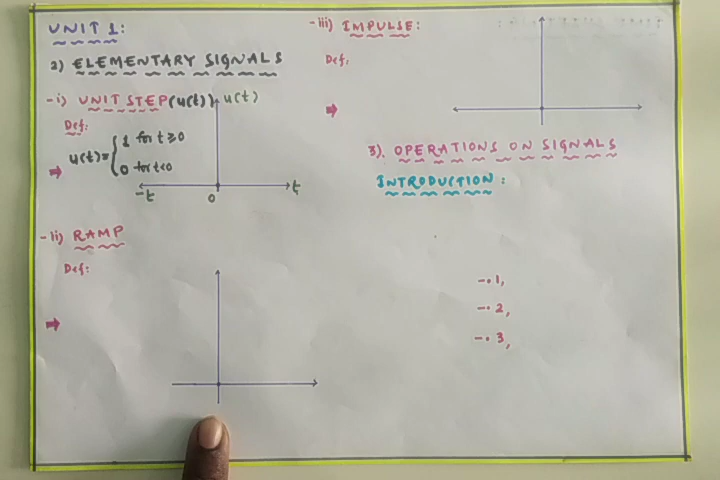 UNIT 1:
2) ELEMENTARY SIGNALS
-i) UNIT STEP(u(t))
u(t)
Def:
⇒ u(t)={1 for t≥0
0 for t<0
-t
0
t
-ii) RAMP
Def:
⇒
-iii) IMPULSE:
Def:
⇒
3). OPERATIONS ON SIGNALS
INTRODUCTION:
-. 1,
-. 2,
-. 3,